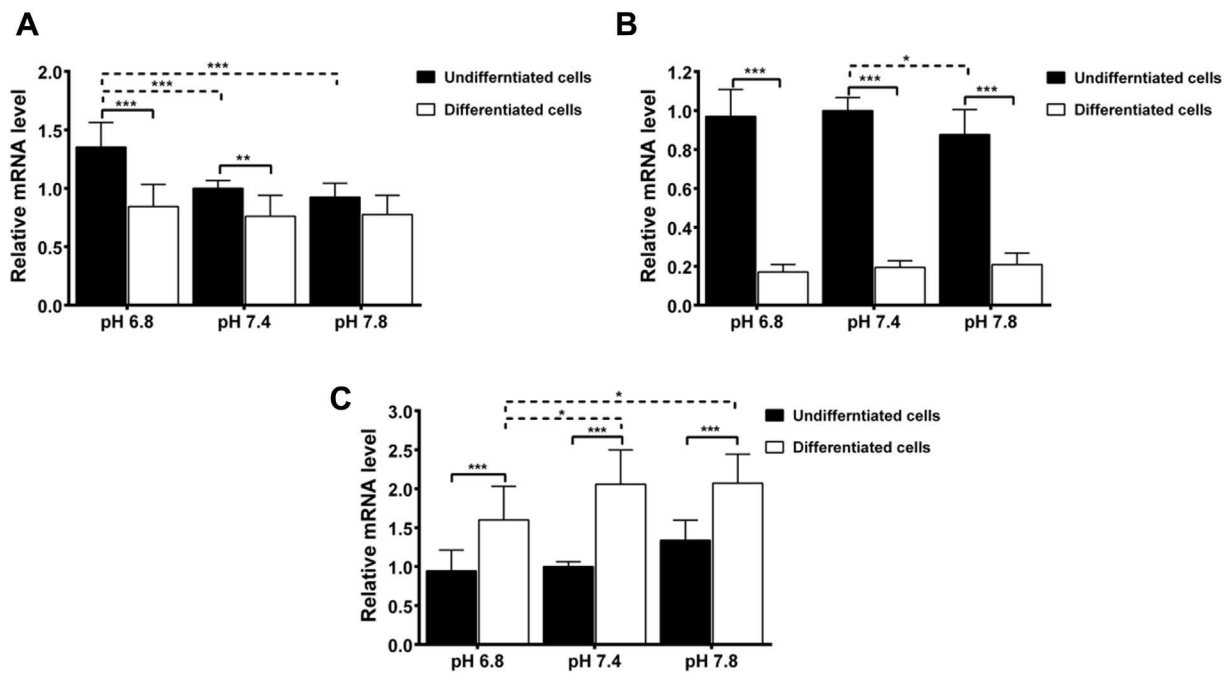 A
Relative mRNA level
2.0
1.5
1.0
0.5
0.0
***
***
***
**
pH 6.8
pH 7.4
pH 7.8
Undifferntiated cells
Differentiated cells
B
Relative mRNA level
1.2
1.0
0.8
0.6
0.4
0.2
0.0
***
*
***
***
pH 6.8
pH 7.4
pH 7.8
Undifferntiated cells
Differentiated cells
C
Relative mRNA level
3.0
2.5
2.0
1.5
1.0
0.5
0.0
*
*
***
***
***
pH 6.8
pH 7.4
pH 7.8
Undifferntiated cells
Differentiated cells